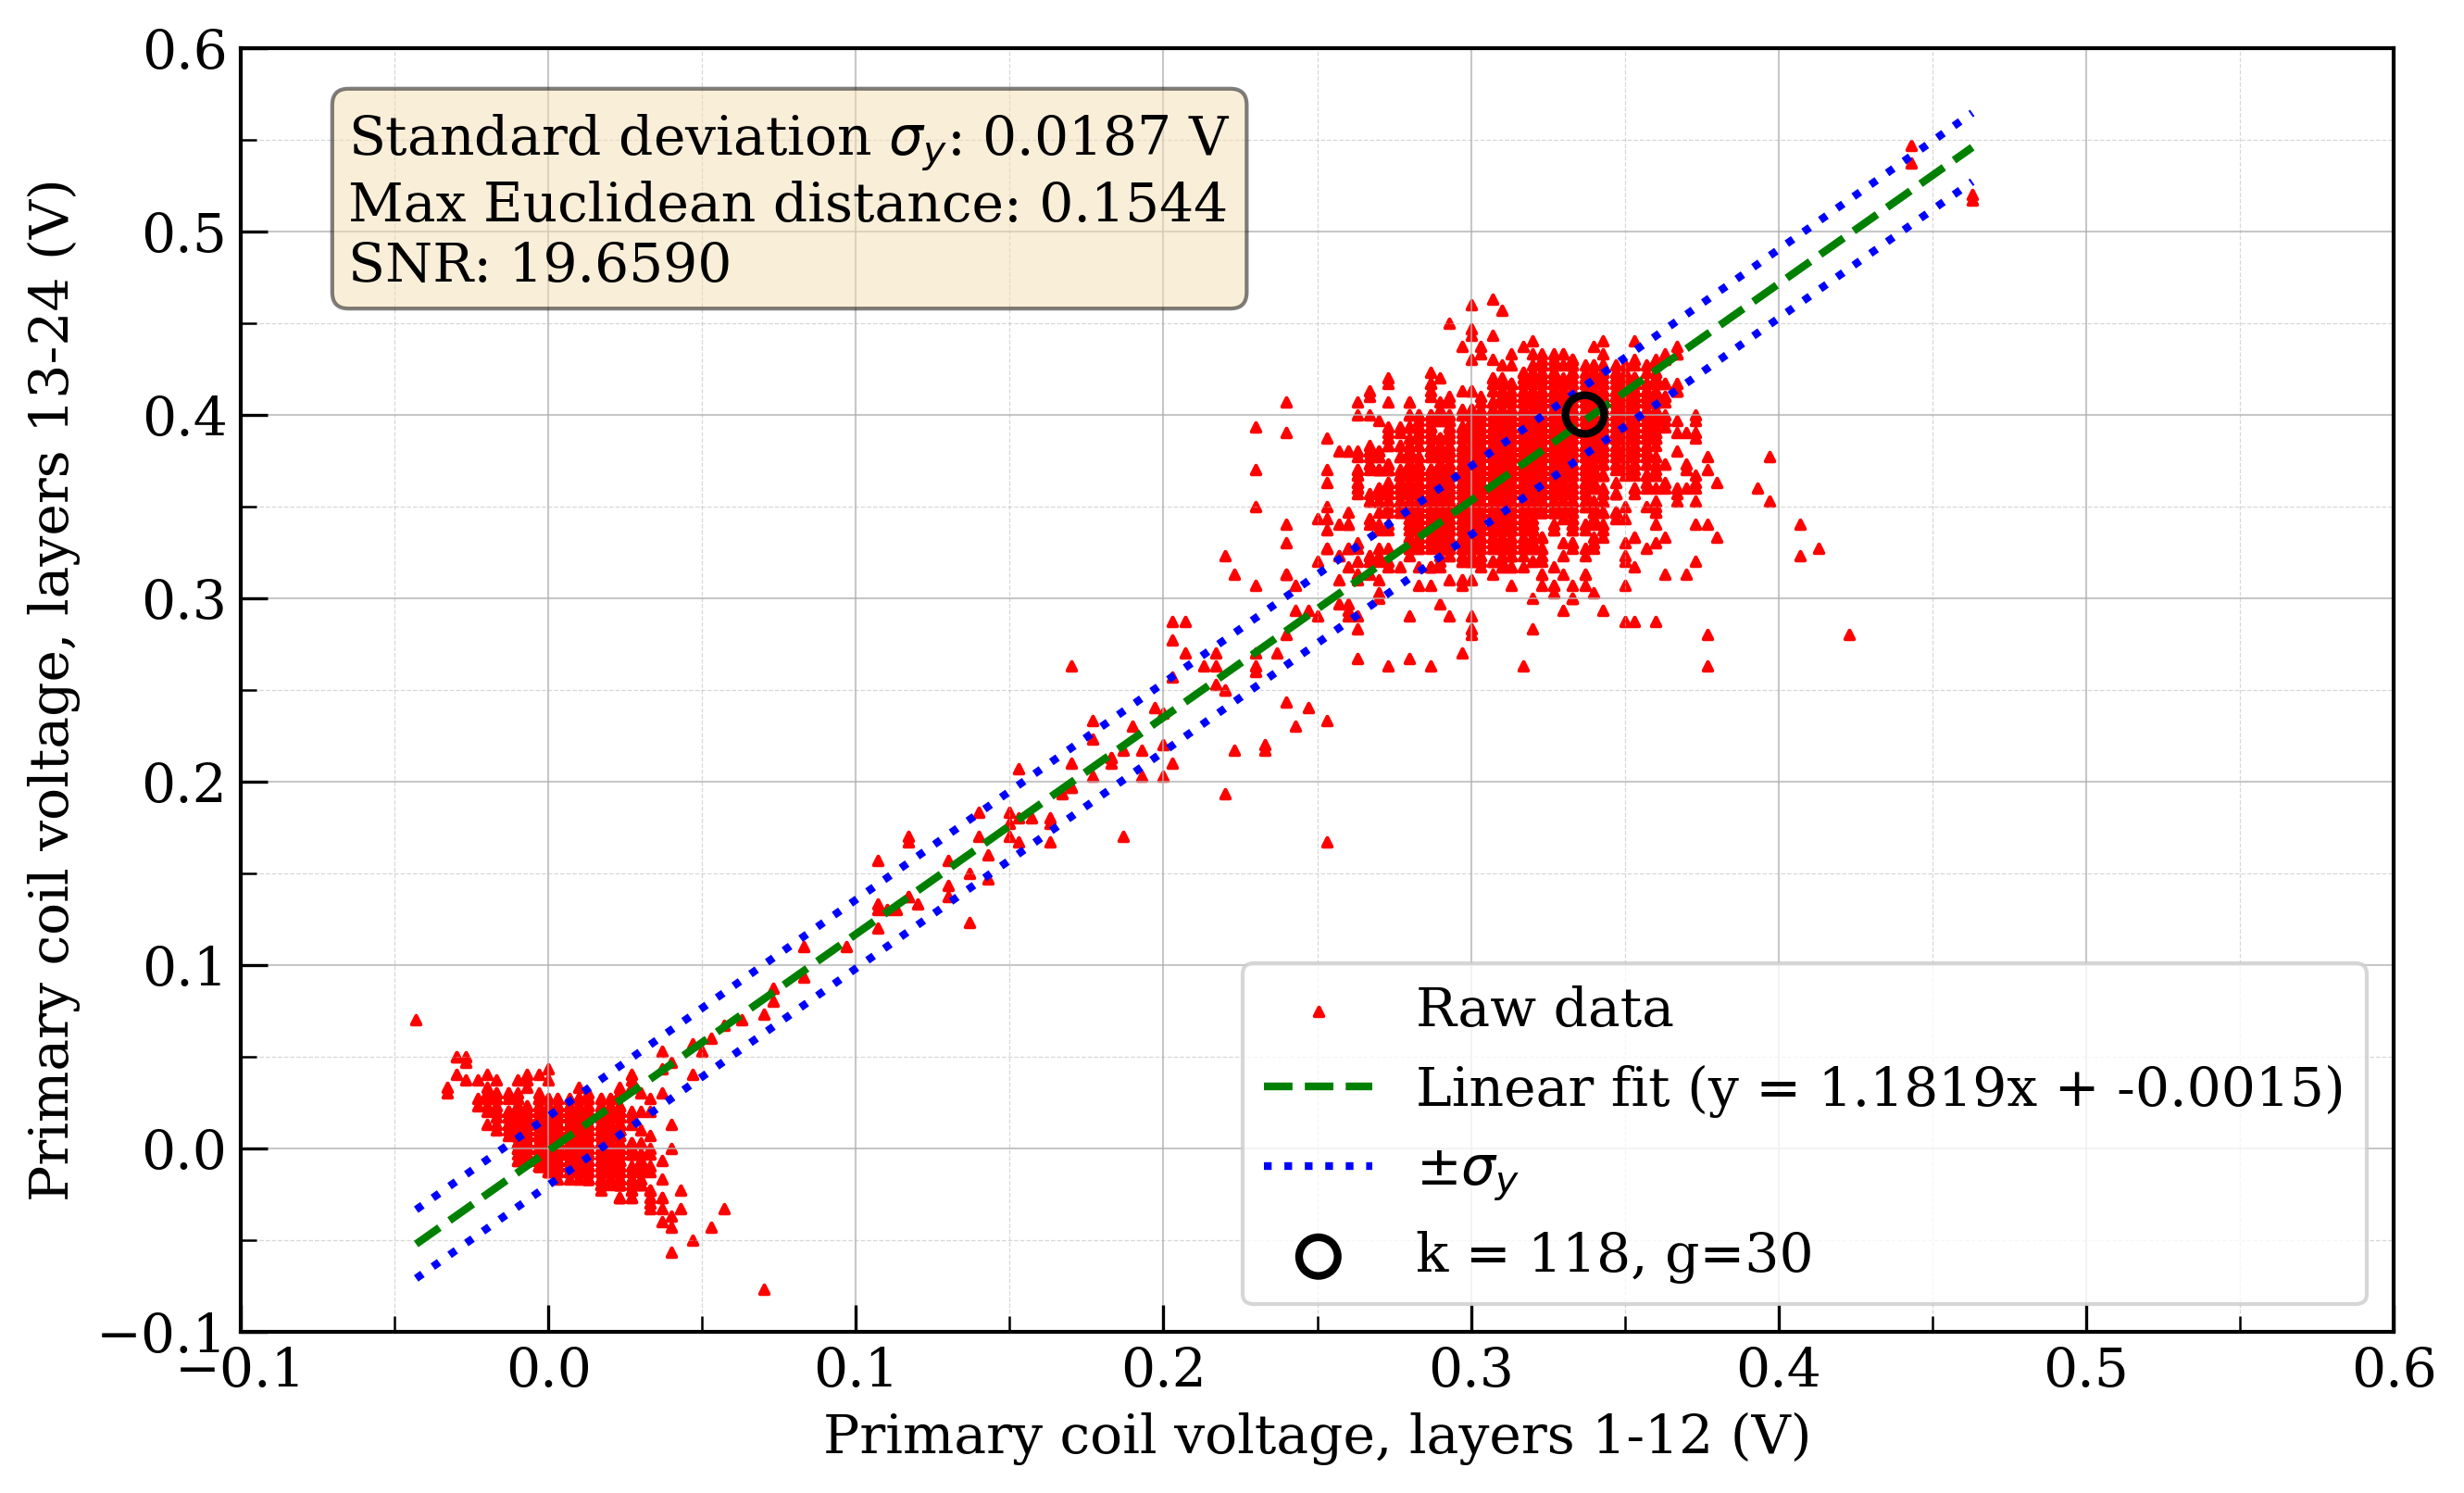 Standard deviation σy: 0.0187 V
Max Euclidean distance: 0.1544
SNR: 19.6590
Primary coil voltage, layers 13-24 (V)
0.6
0.5
0.4
0.3
0.2
0.1
0.0
−0.1
Raw data
Linear fit (y = 1.1819x + -0.0015)
±σy
k = 118, g=30
−0.1 0.0 0.1 0.2 0.3 0.4 0.5 0.6
Primary coil voltage, layers 1-12 (V)